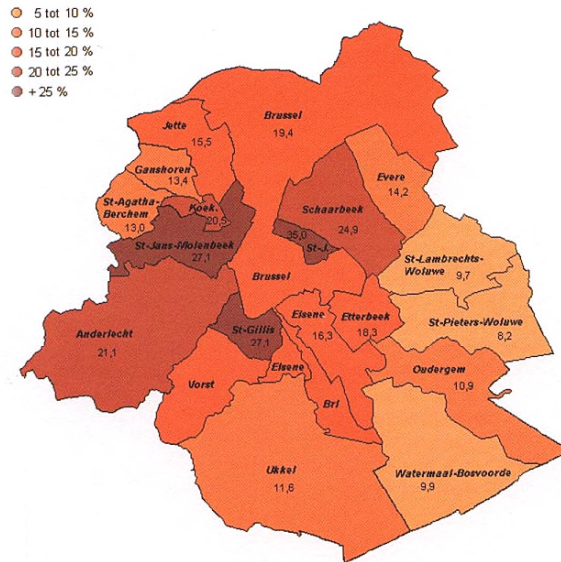 5 tot 10 %
10 tot 15 %
15 tot 20 %
20 tot 25 %
+ 25 %
Brussel
19,4
Jette
15,5
Ganshoren
13,4
Evere
14,2
St-Agatha-
Berchem
13,0
Koek.
20,5
Schaarbeek
24,9
35,0
St-J.
St-Jans-Molenbeek
27,1
St-Lambrechts-
Woluwe
9,7
Brussel
Elsene
16,3
Etterbeek
18,3
St-Pieters-Woluwe
8,2
Anderlecht
21,1
St-Gillis
27,1
Oudergem
10,9
Vorst
Elsene
Brl
Ukkel
11,8
Watermaal-Bosvoorde
9,9